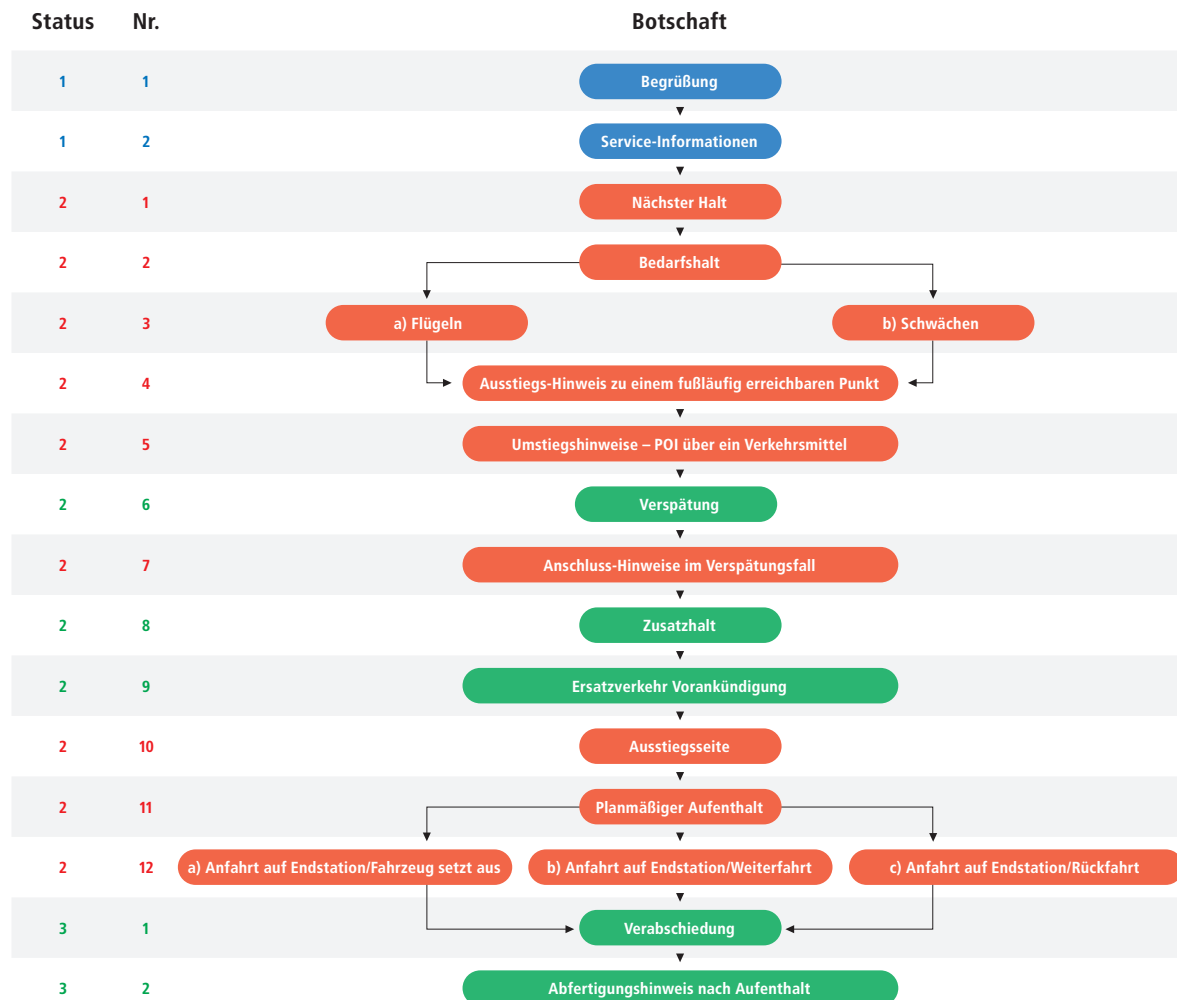 Status Nr. Botschaft
1 1 Begrüßung
1 2 Service-Informationen
2 1 Nächster Halt
2 2 Bedarfshalt
2 3 a) Flügeln b) Schwächen
2 4 Ausstiegs-Hinweis zu einem fußläufig erreichbaren Punkt
2 5 Umstiegshinweise – POI über ein Verkehrsmittel
2 6 Verspätung
2 7 Anschluss-Hinweise im Verspätungsfall
2 8 Zusatzhalt
2 9 Ersatzverkehr Vorankündigung
2 10 Ausstiegsseite
2 11 Planmäßiger Aufenthalt
2 12 a) Anfahrt auf Endstation/Fahrzeug setzt aus b) Anfahrt auf Endstation/Weiterfahrt c) Anfahrt auf Endstation/Rückfahrt
3 1 Verabschiedung
3 2 Abfertigungshinweis nach Aufenthalt